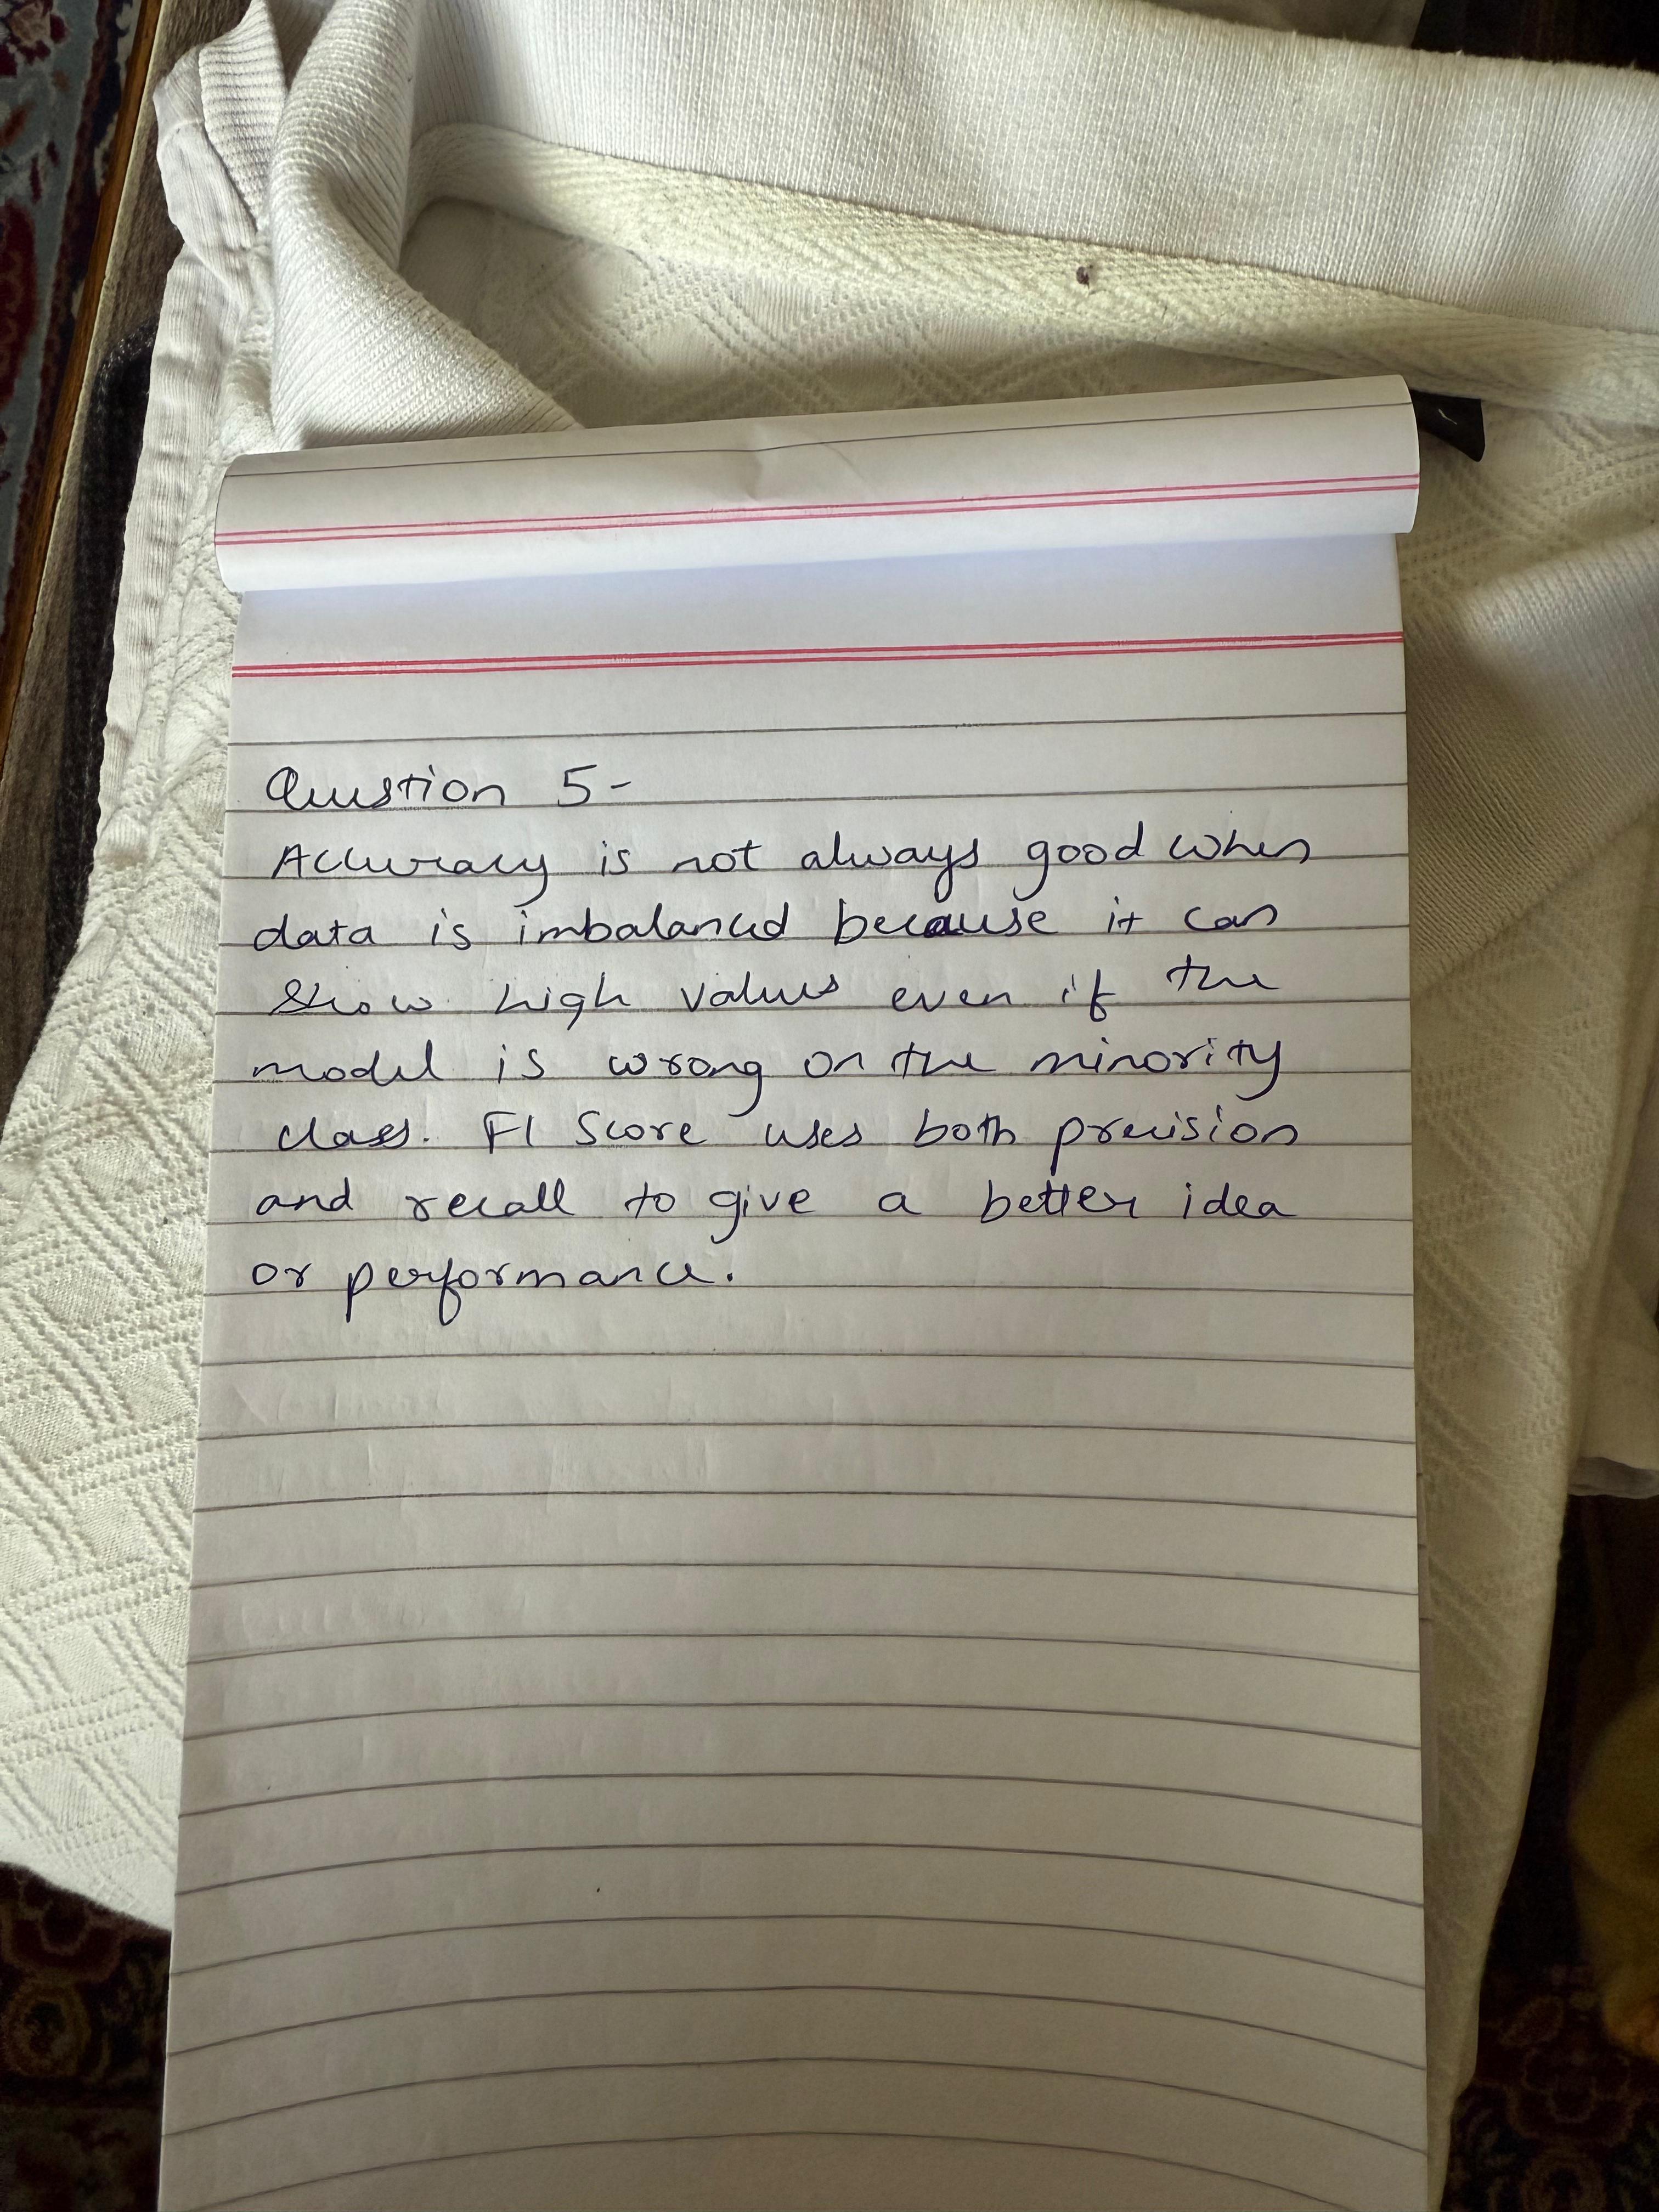 Question 5-
Accuracy is not always good when
data is imbalanced because it can
show high values even if the
model is wrong on the minority
class. F1 Score uses both precision
and recall to give a better idea
or performance.